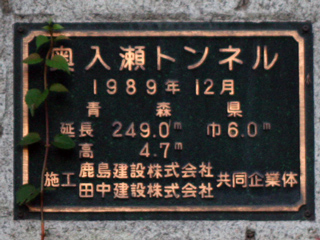 奥入瀬トンネル
1989年 12月
青森県
延長 249.0m 巾6.0m
高 4.7m
施工 鹿島建設株式会社 田中建設株式会社 共同企業体